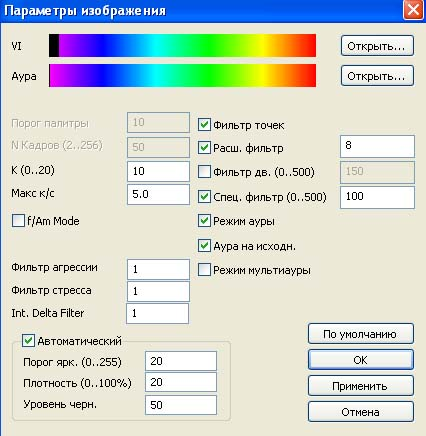 Параметры изображения
VI
Открыть...
Аура
Открыть...
Порог палитры
10
Фильтр точек
N Кадров (2..256)
50
Расш. фильтр
8
K (0..20)
10
Фильтр дв. (0..500)
150
Макс к/с
5.0
Спец. фильтр (0..500)
100
f/Am Mode
Режим ауры
Аура на исходн.
Фильтр агрессии
1
Режим мультиауры
Фильтр стресса
1
Int. Delta Filter
1
Автоматический
По умолчанию
Порог ярк. (0..255)
20
OK
Плотность (0..100%)
20
Применить
Уровень черн.
50
Отмена